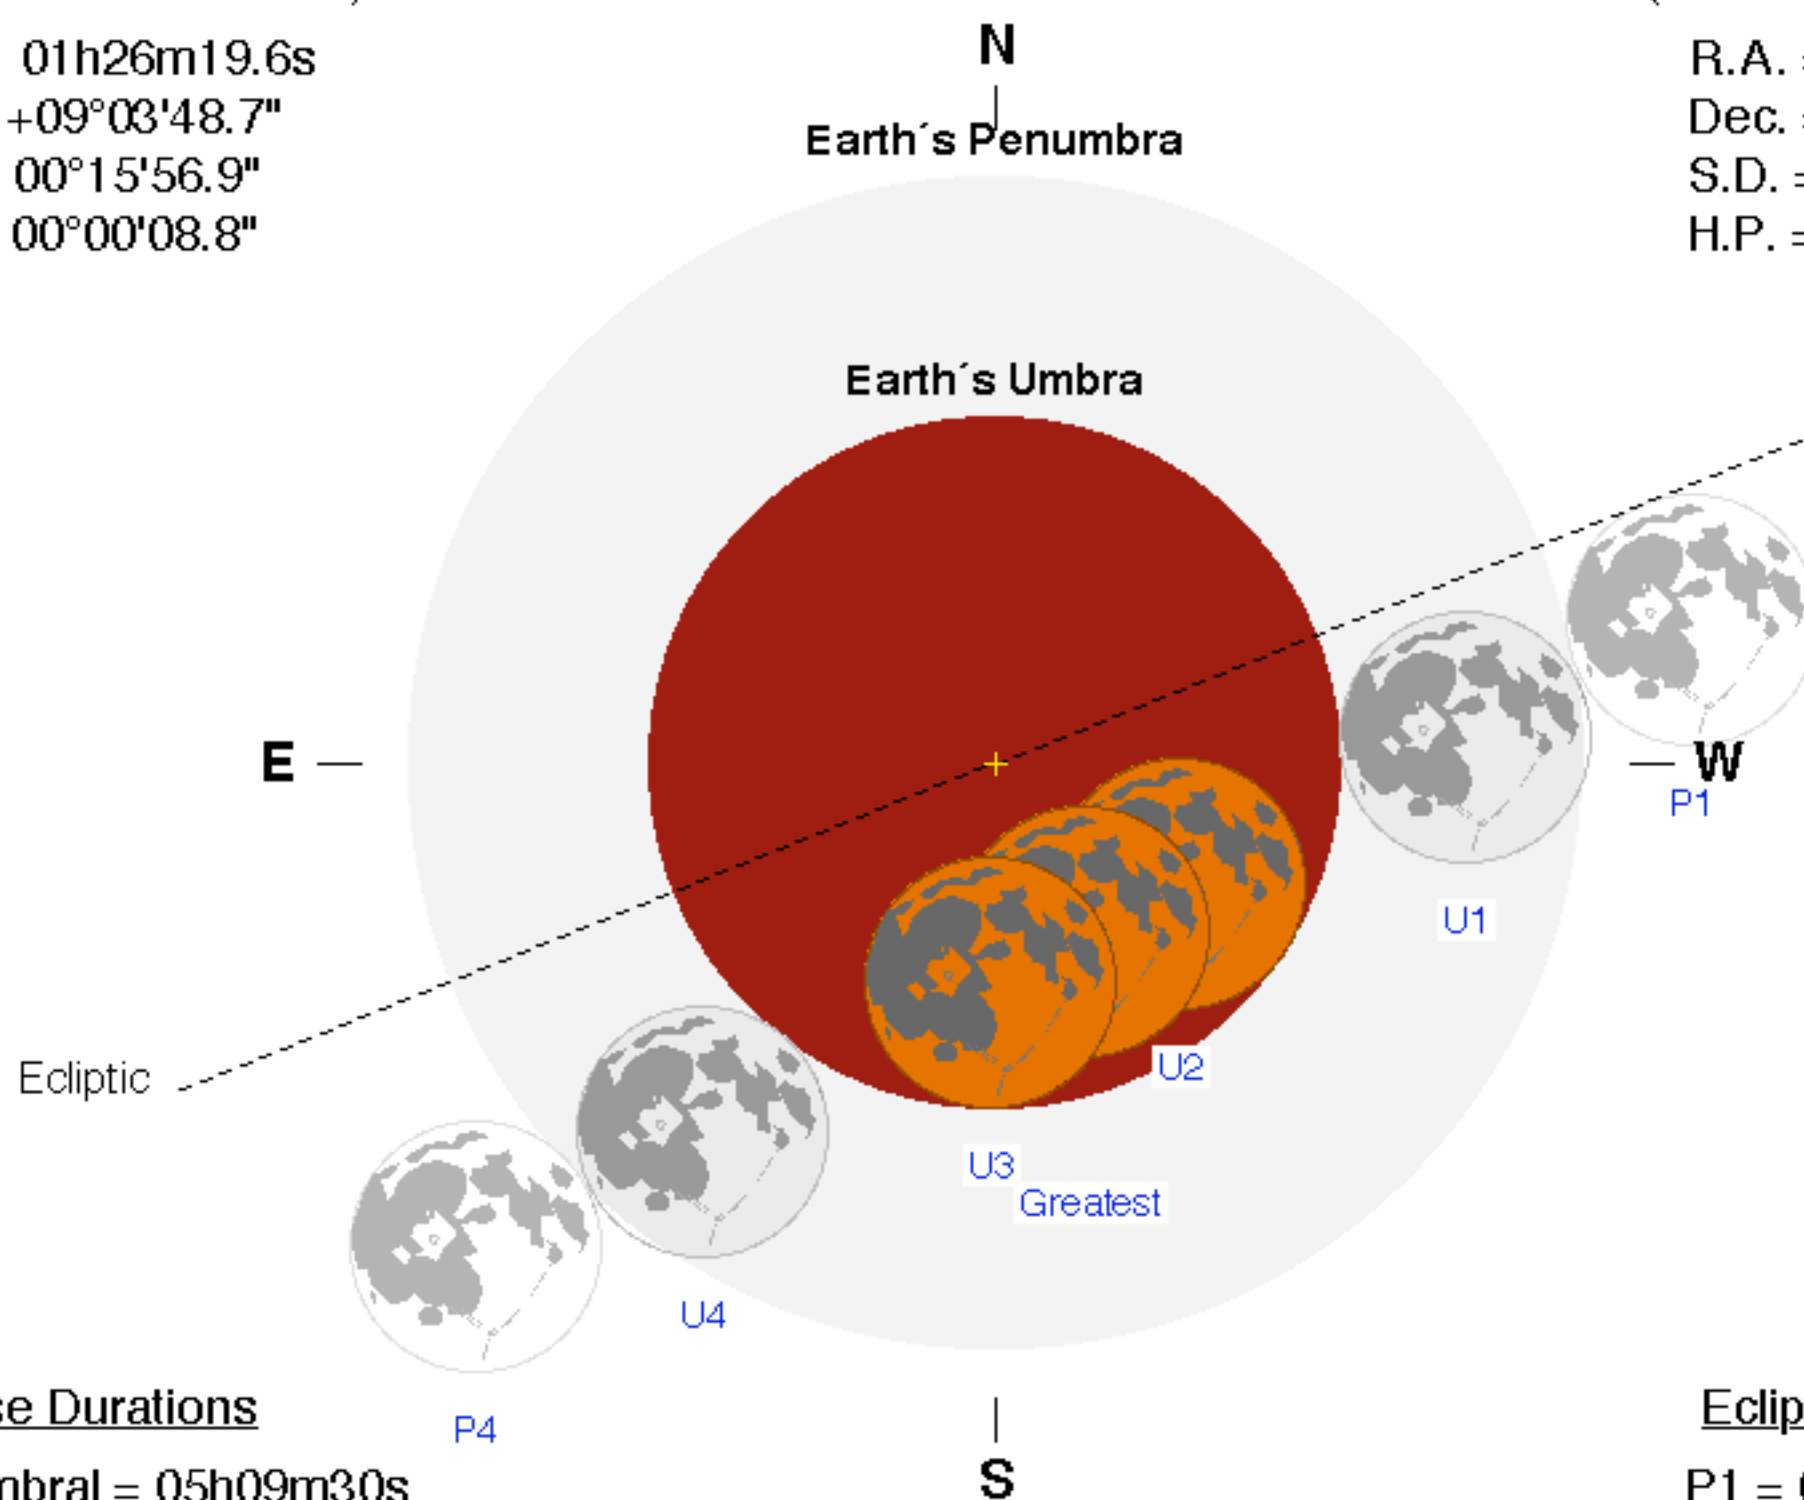 01h26m19.6s
+09°03'48.7"
00°15'56.9"
00°00'08.8"
N
R.A.
Dec.
S.D. =
H.P. =
Earth´s Penumbra
Earth´s Umbra
E
W
P1
U1
U2
U3
Greatest
Ecliptic
U4
P4
S
Durations
= 05h09m30s
P1 =